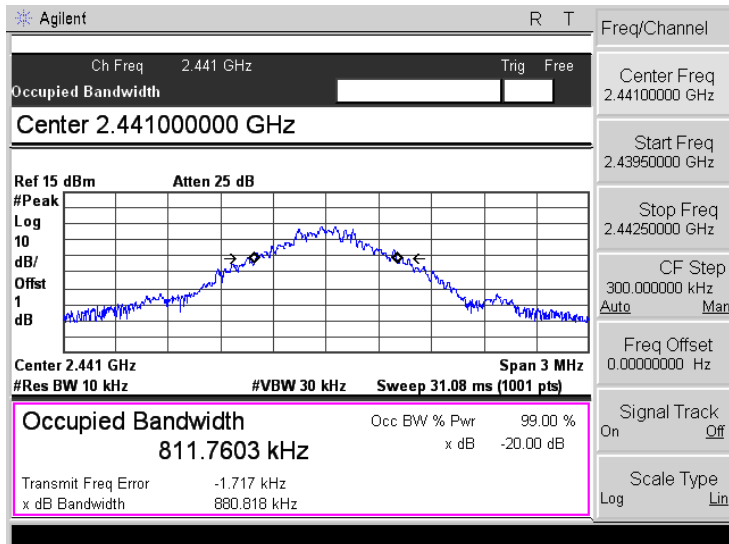 Agilent R T
Ch Freq 2.441 GHz Trig Free
Occupied Bandwidth
Center 2.441000000 GHz
Ref 15 dBm Atten 25 dB
#Peak
Log
10
dB/
Offst
1
dB
Center 2.441 GHz Span 3 MHz
#Res BW 10 kHz #VBW 30 kHz Sweep 31.08 ms (1001 pts)
Occupied Bandwidth Occ BW % Pwr 99.00 %
811.7603 kHz x dB -20.00 dB
Transmit Freq Error -1.717 kHz
x dB Bandwidth 880.818 kHz
Freq/Channel
Center Freq
2.44100000 GHz
Start Freq
2.43950000 GHz
Stop Freq
2.44250000 GHz
CF Step
300.000000 kHz
Auto Man
Freq Offset
0.00000000 Hz
Signal Track
On Off
Scale Type
Log Lin